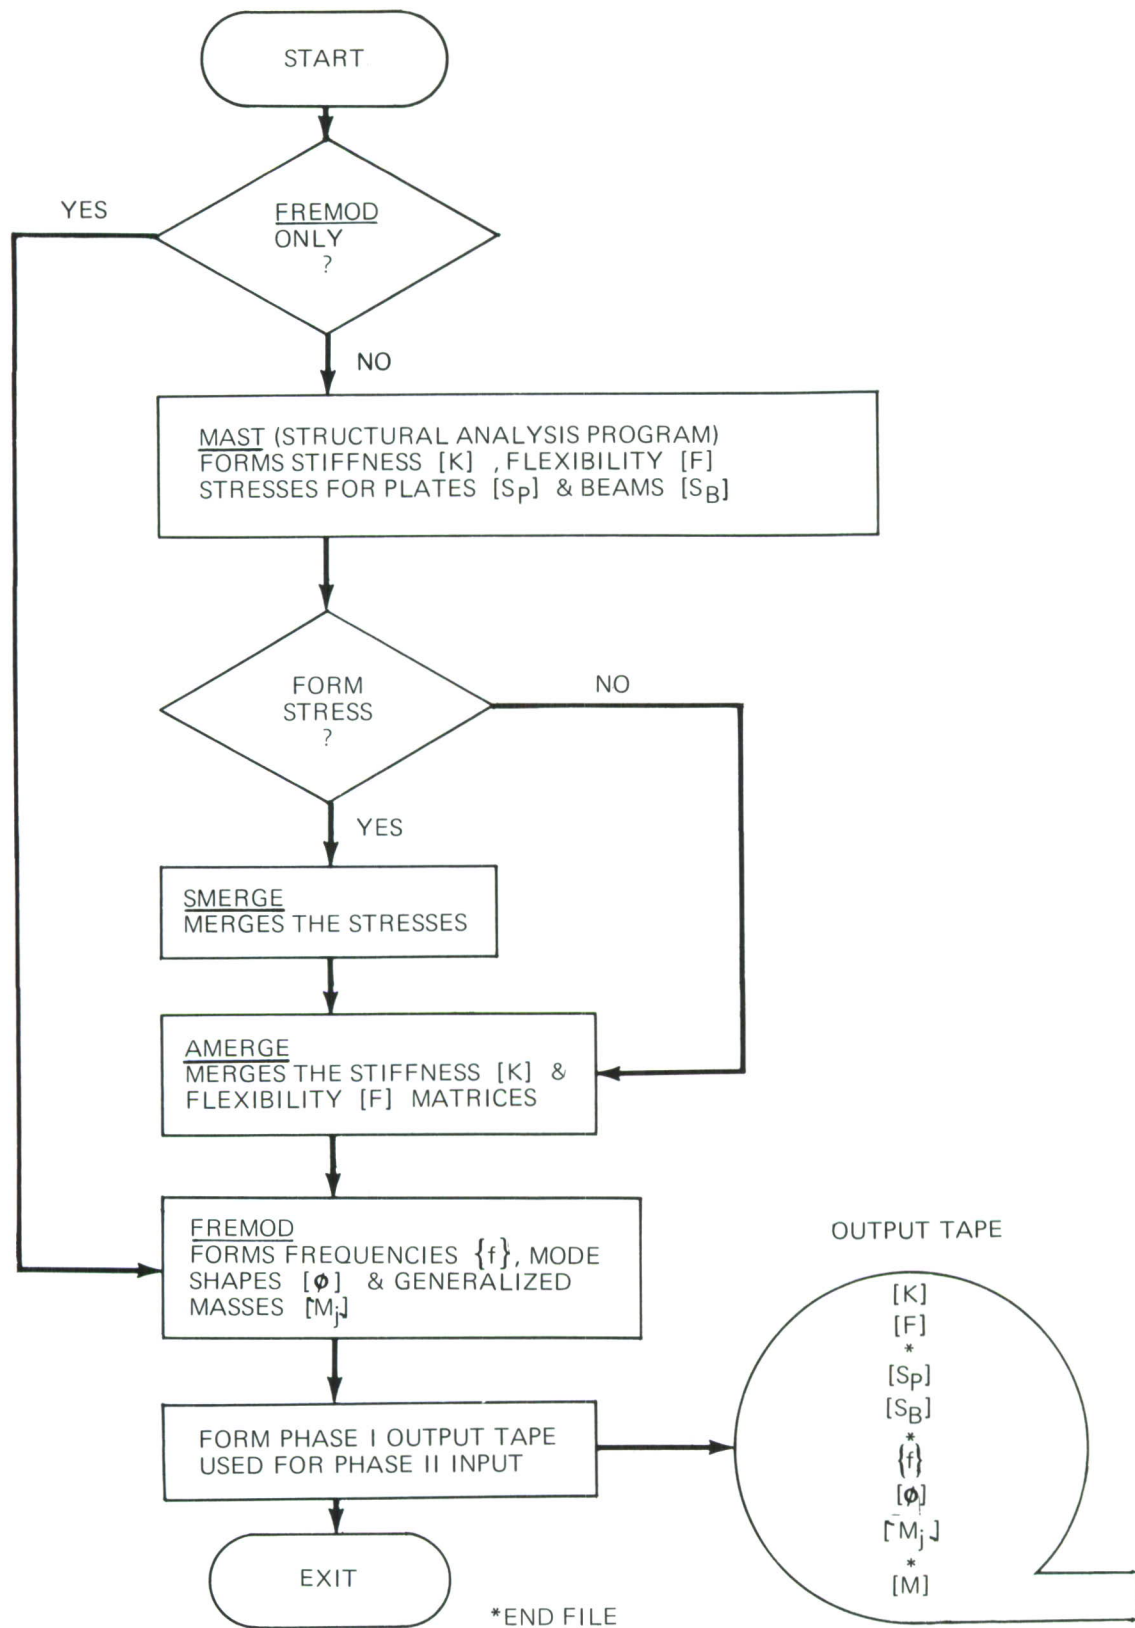 START
YES
FREMOD
ONLY
?
NO
MAST (STRUCTURAL ANALYSIS PROGRAM)
FORMS STIFFNESS [K] , FLEXIBILITY [F]
STRESSES FOR PLATES [SP] & BEAMS [SB]
FORM
STRESS
?
NO
YES
SMERGE
MERGES THE STRESSES
AMERGE
MERGES THE STIFFNESS [K] &
FLEXIBILITY [F] MATRICES
FREMOD
FORMS FREQUENCIES {f}, MODE
SHAPES [ϕ] & GENERALIZED
MASSES [Mj]
FORM PHASE I OUTPUT TAPE
USED FOR PHASE II INPUT
EXIT
OUTPUT TAPE
[K]
[F]
*
[SP]
[SB]
*
{f}
[ϕ]
[Mj]
*
[M]
*END FILE